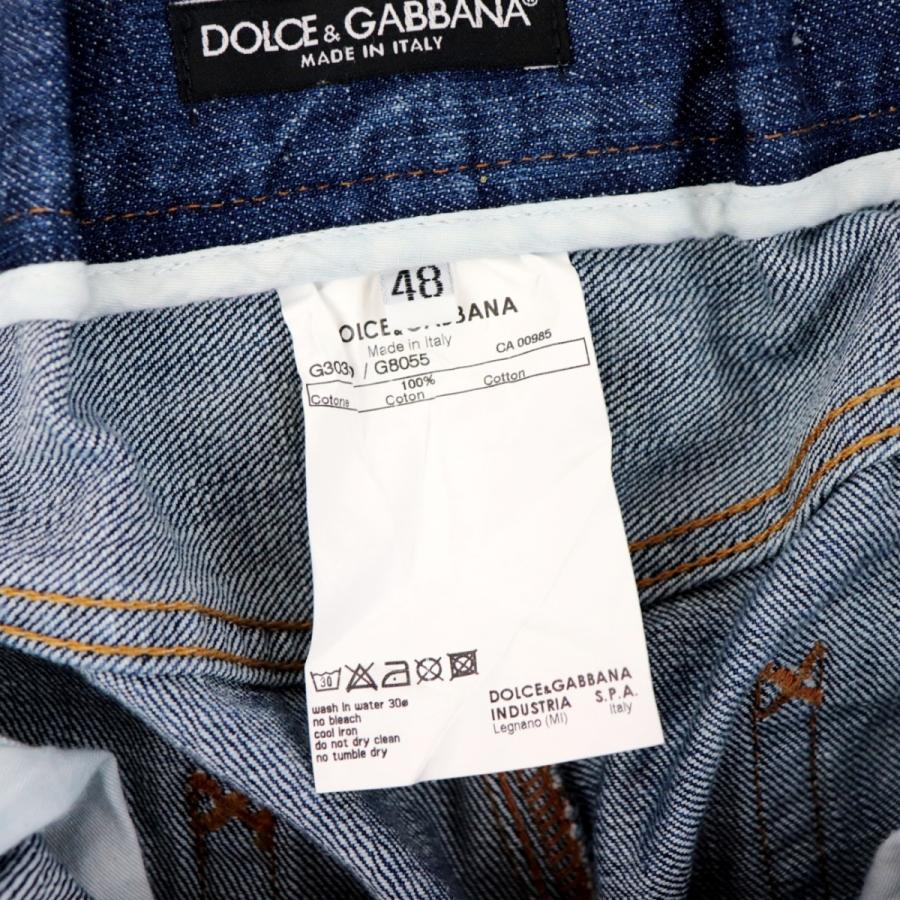 DOLCE & GABBANA®
MADE IN ITALY
48
DOLCE&GABBANA
Made in Italy
/ G8055 CA 00985
100%
Cotone Coton Cotton
30
wash in water 30ø
no bleach
cool iron
do not dry clean
no tumble dry
DOLCE&GABBANA
INDUSTRIA S.P.A.
Legnano (MI) Italy